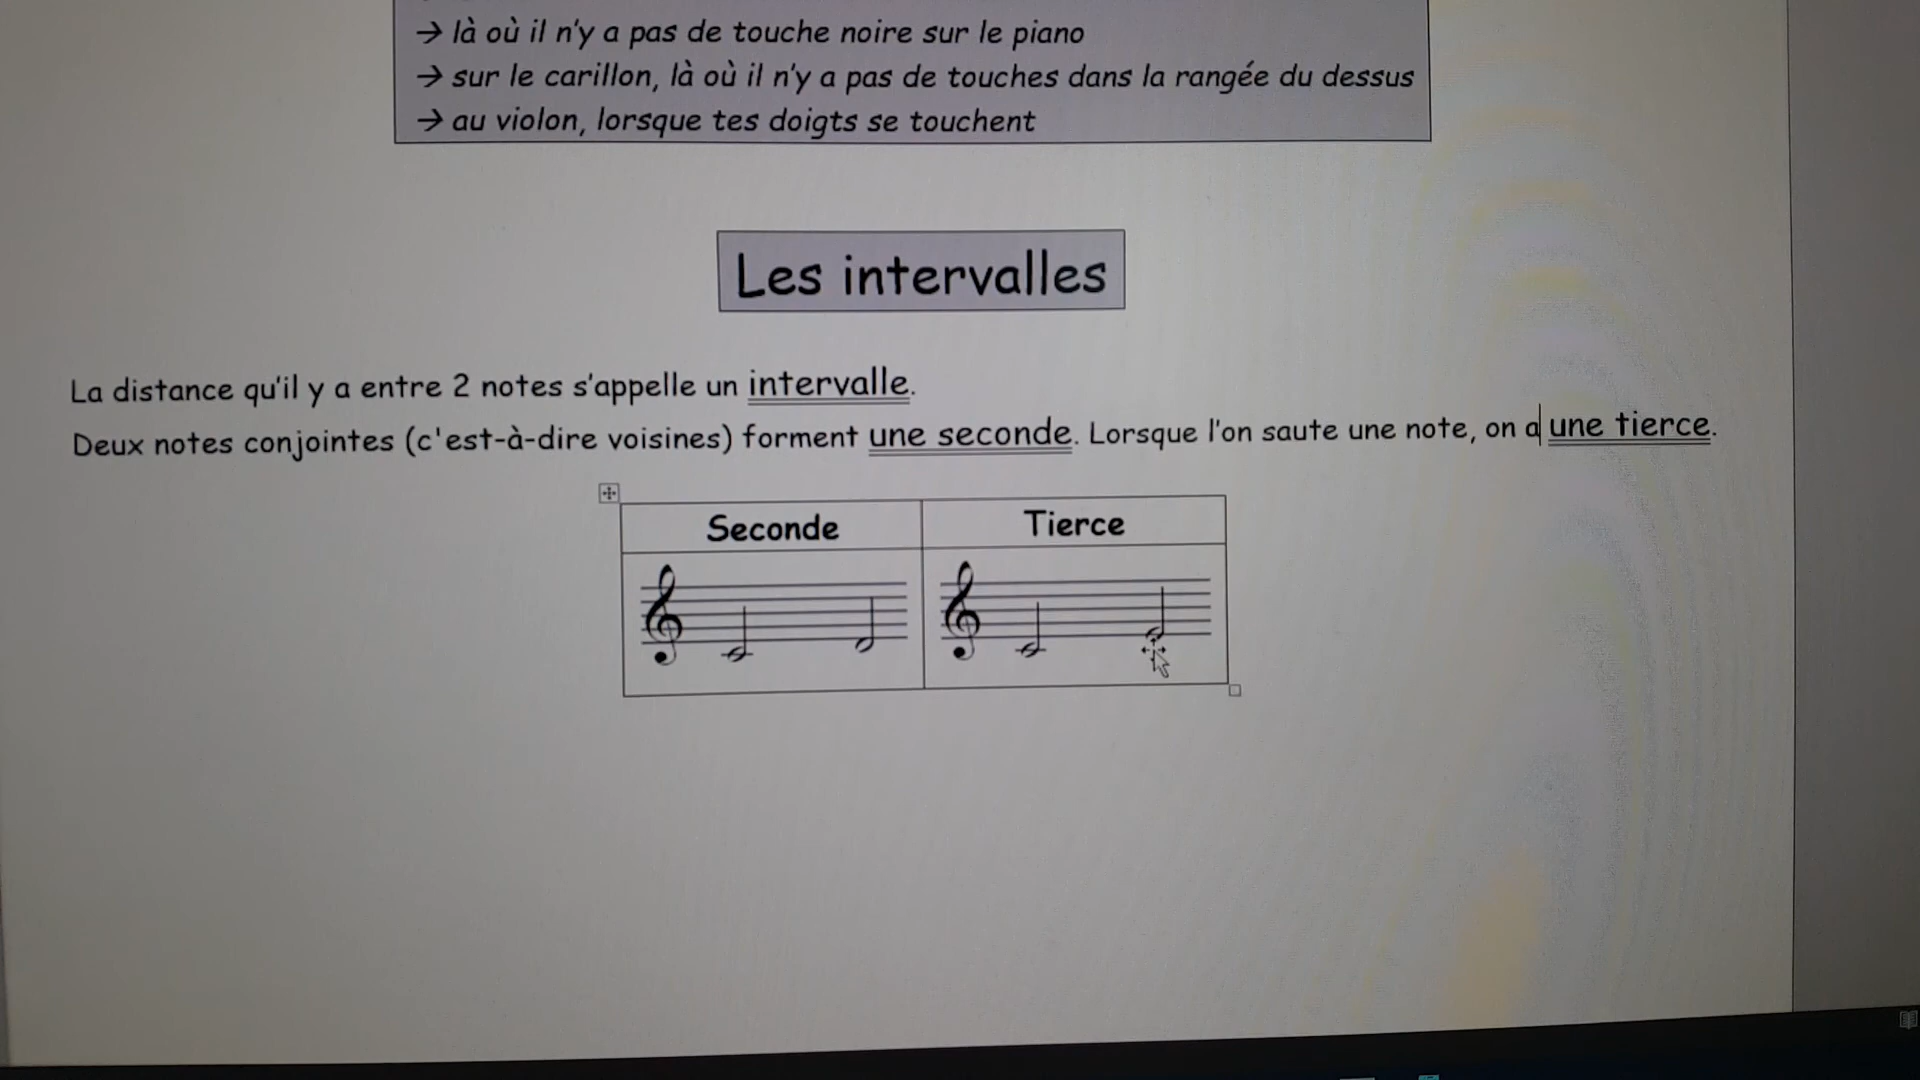 → là où il n'y a pas de touche noire sur le piano
→ sur le carillon, là où il n'y a pas de touches dans la rangée du dessus
→ au violon, lorsque tes doigts se touchent
Les intervalles
La distance qu'il y a entre 2 notes s'appelle un intervalle.
Deux notes conjointes (c'est-à-dire voisines) forment une seconde. Lorsque l'on saute une note, on a une tierce.
Seconde Tierce